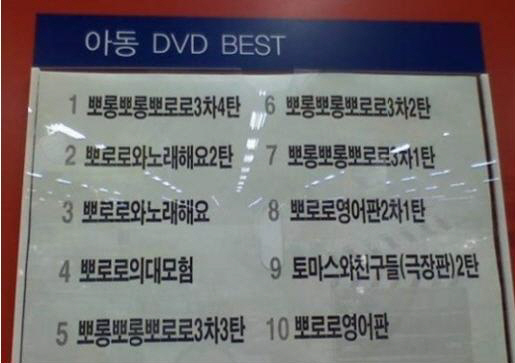 아동 DVD BEST
1 뽀롱뽀롱뽀로로3차4탄
2 뽀로로와노래해요2탄
3 뽀로로와노래해요
4 뽀로로의대모험
5 뽀롱뽀롱뽀로로3차3탄
6 뽀롱뽀롱뽀로로3차2탄
7 뽀롱뽀롱뽀로로3차1탄
8 뽀로로영어판2차1탄
9 토마스와친구들(극장판)2탄
10 뽀로로영어판